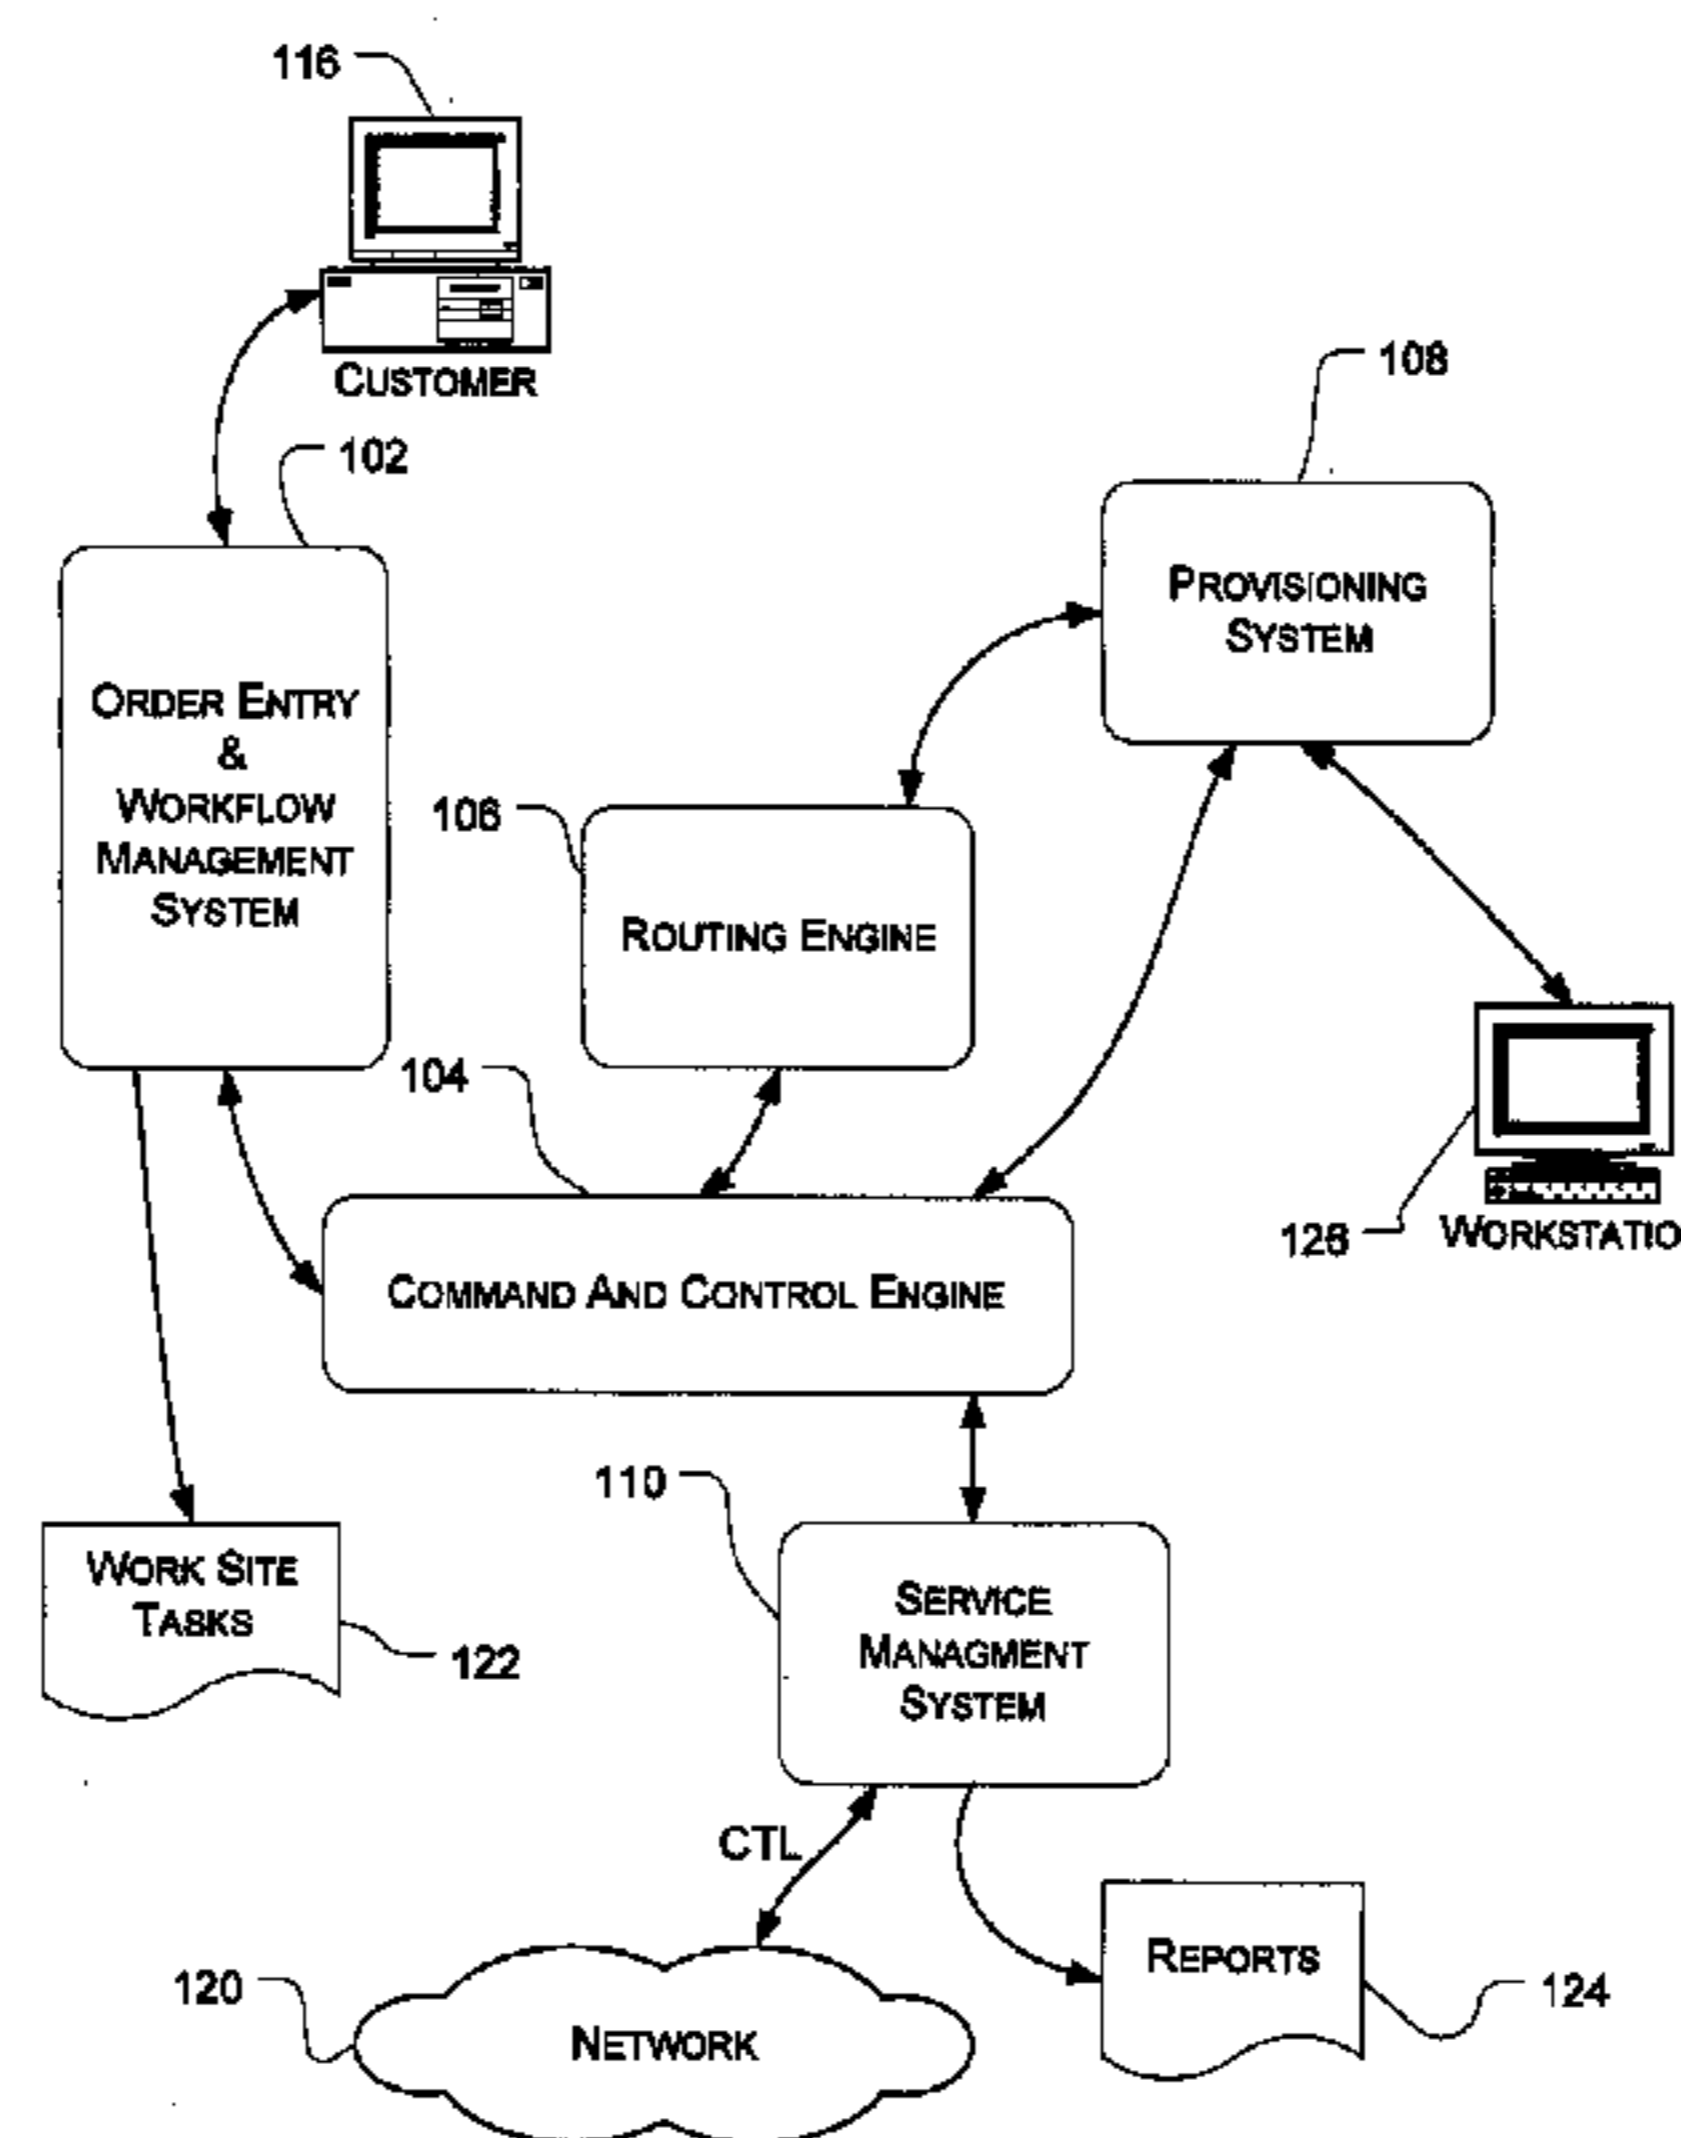 116
CUSTOMER
102
108
PROVISIONING
SYSTEM
ORDER ENTRY
&
WORKFLOW
MANAGEMENT
SYSTEM
106
ROUTING ENGINE
104
COMMAND AND CONTROL ENGINE
126
WORKSTATIO
110
WORK SITE
TASKS
122
SERVICE
MANAGMENT
SYSTEM
CTL
REPORTS
124
120
NETWORK